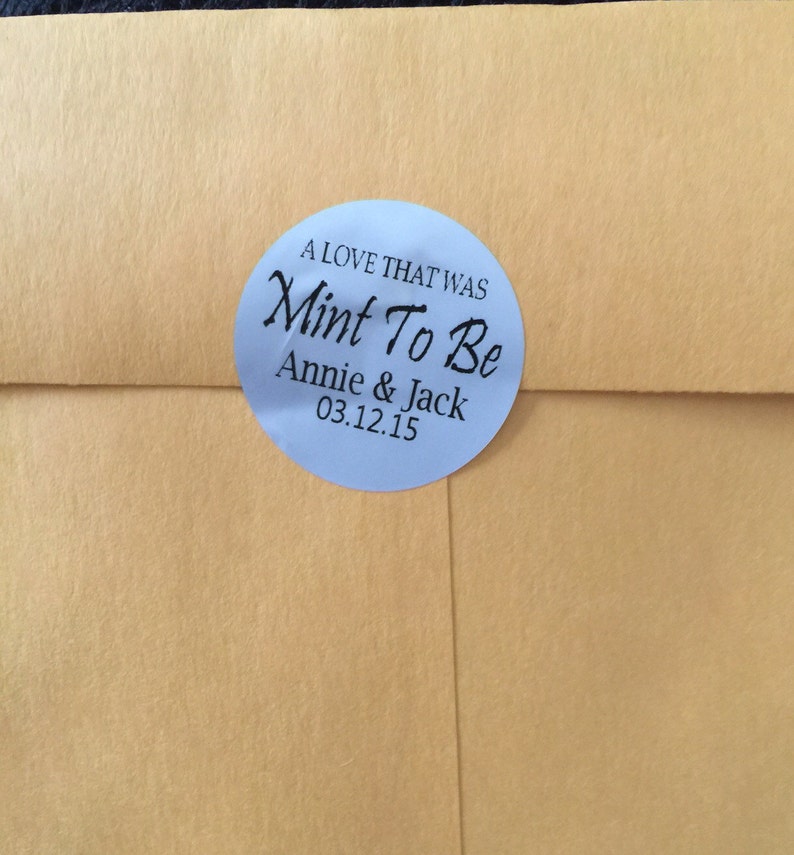 A LOVE THAT WAS
Mint To Be
Annie & Jack
03.12.15